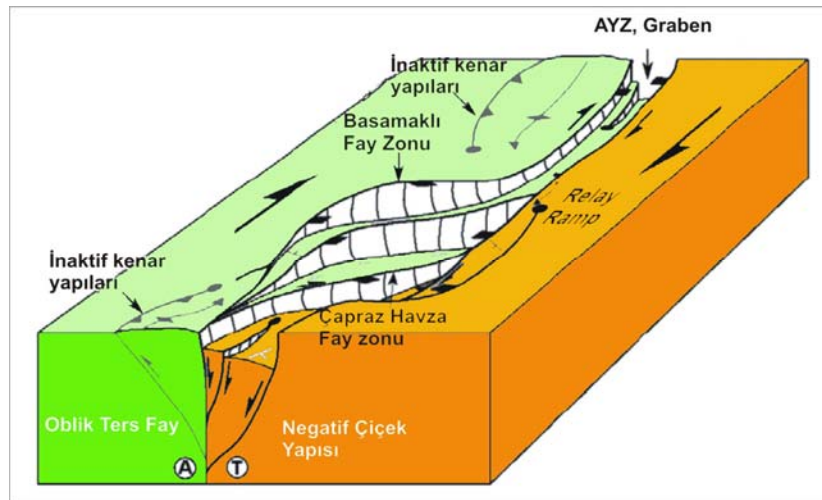 AYZ, Graben
İnaktif kenar
yapıları
Basamaklı
Fay Zonu
Relay
Ramp
İnaktif kenar
yapıları
Çapraz Havza
Fay zonu
Oblik Ters Fay
Negatif Çiçek
Yapısı
A
T